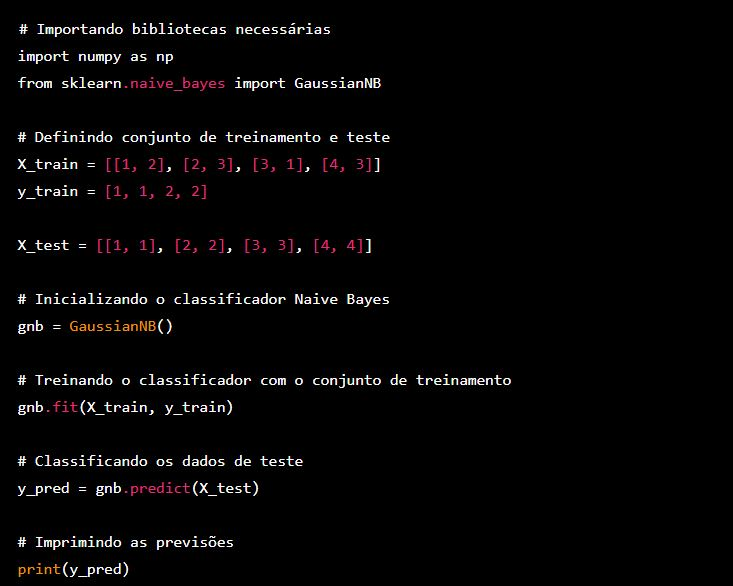 # Importando bibliotecas necessárias
import numpy as np
from sklearn.naive_bayes import GaussianNB
# Definindo conjunto de treinamento e teste
X_train = [[1, 2], [2, 3], [3, 1], [4, 3]]
y_train = [1, 1, 2, 2]
X_test = [[1, 1], [2, 2], [3, 3], [4, 4]]
# Inicializando o classificador Naive Bayes
gnb = GaussianNB()
# Treinando o classificador com o conjunto de treinamento
gnb.fit(X_train, y_train)
# Classificando os dados de teste
y_pred = gnb.predict(X_test)
# Imprimindo as previsões
print(y_pred)